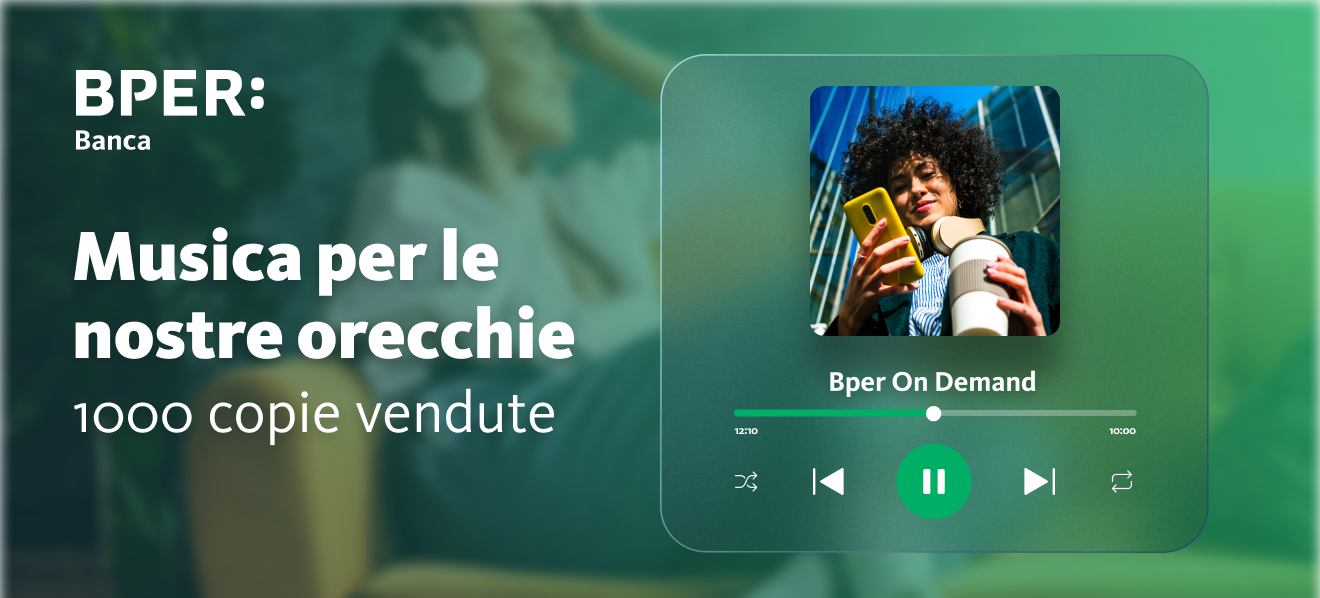 BPER:
Banca
Musica per le
nostre orecchie
1000 copie vendute
Bper On Demand
12:10
10:00